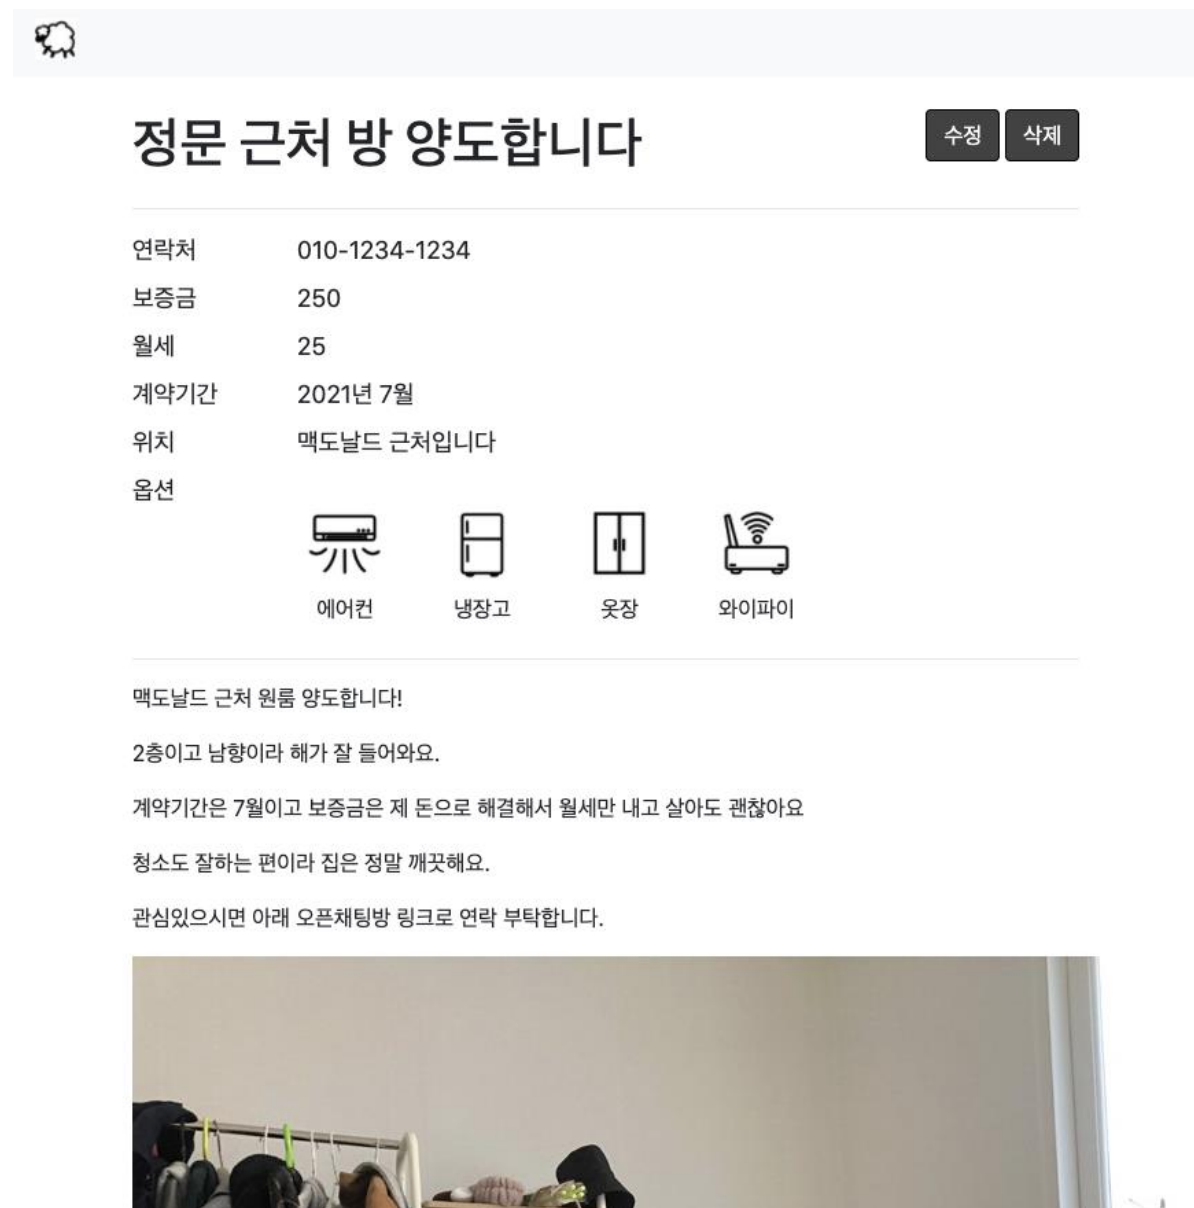 정문 근처 방 양도합니다
수정 삭제
연락처 010-1234-1234
보증금 250
월세 25
계약기간 2021년 7월
위치 맥도날드 근처입니다
옵션
에어컨 냉장고 옷장 와이파이
맥도날드 근처 원룸 양도합니다!
2층이고 남향이라 해가 잘 들어와요.
계약기간은 7월이고 보증금은 제 돈으로 해결해서 월세만 내고 살아도 괜찮아요
청소도 잘하는 편이라 집은 정말 깨끗해요.
관심있으시면 아래 오픈채팅방 링크로 연락 부탁합니다.